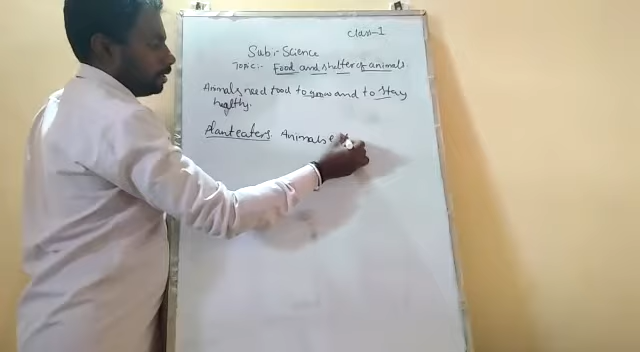 Class-1
Sub:- Science
Topic:- Food and shelter of animals.
Animals need food to grow and to stay
healthy.
Plant eaters. Animals e